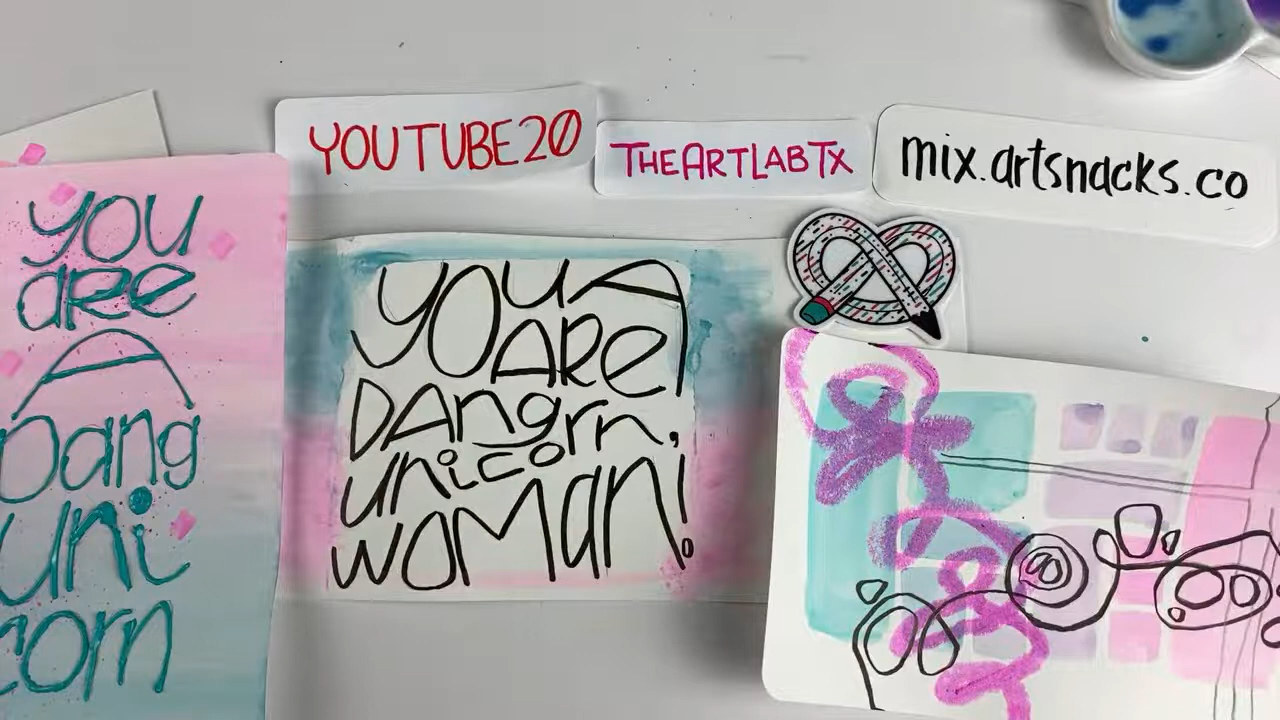 YOUTUBE20
THEARTLABTX
mix.artsnacks.co
you
are
A
Dang
uni
corn
you A
ARe
DAngrn,
unicorn
woman!